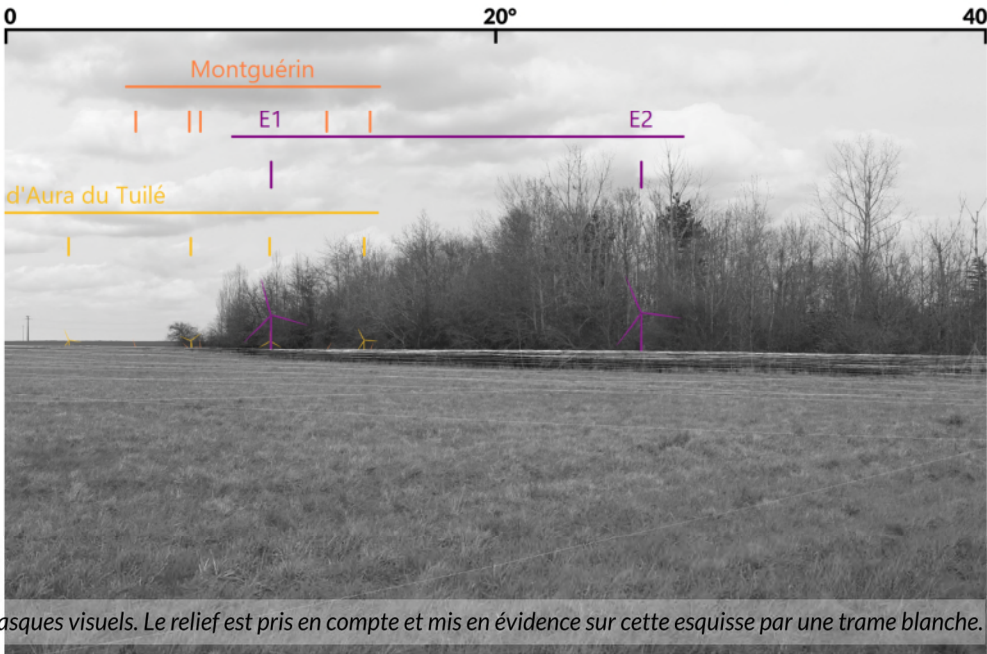 0 20° 40
Montguérin
E1 E2
d'Aura du Tuilé
visuels. Le relief est pris en compte et mis en évidence sur cette esquisse par une trame blanche.